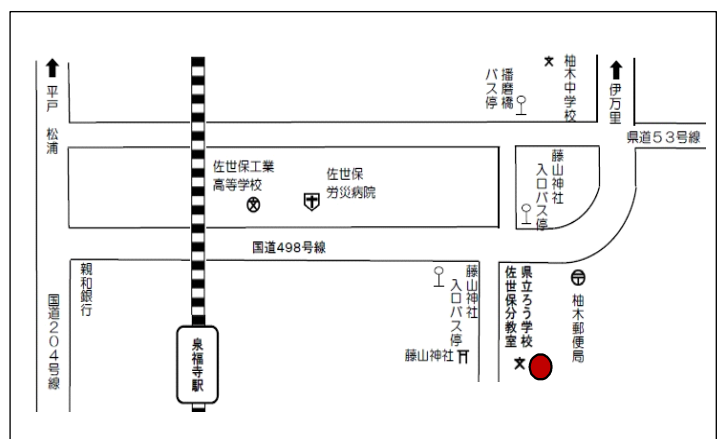 平戸 松浦
播磨橋
バス停
柚木中学校
伊万里
県道53号線
佐世保工業
高等学校
佐世保
労災病院
藤山神社
入口バス停
国道498号線
親和銀行
国道204号線
泉福寺駅
藤山神社
入口バス停
藤山神社
県立ろう学校
佐世保分教室
柚木郵便局